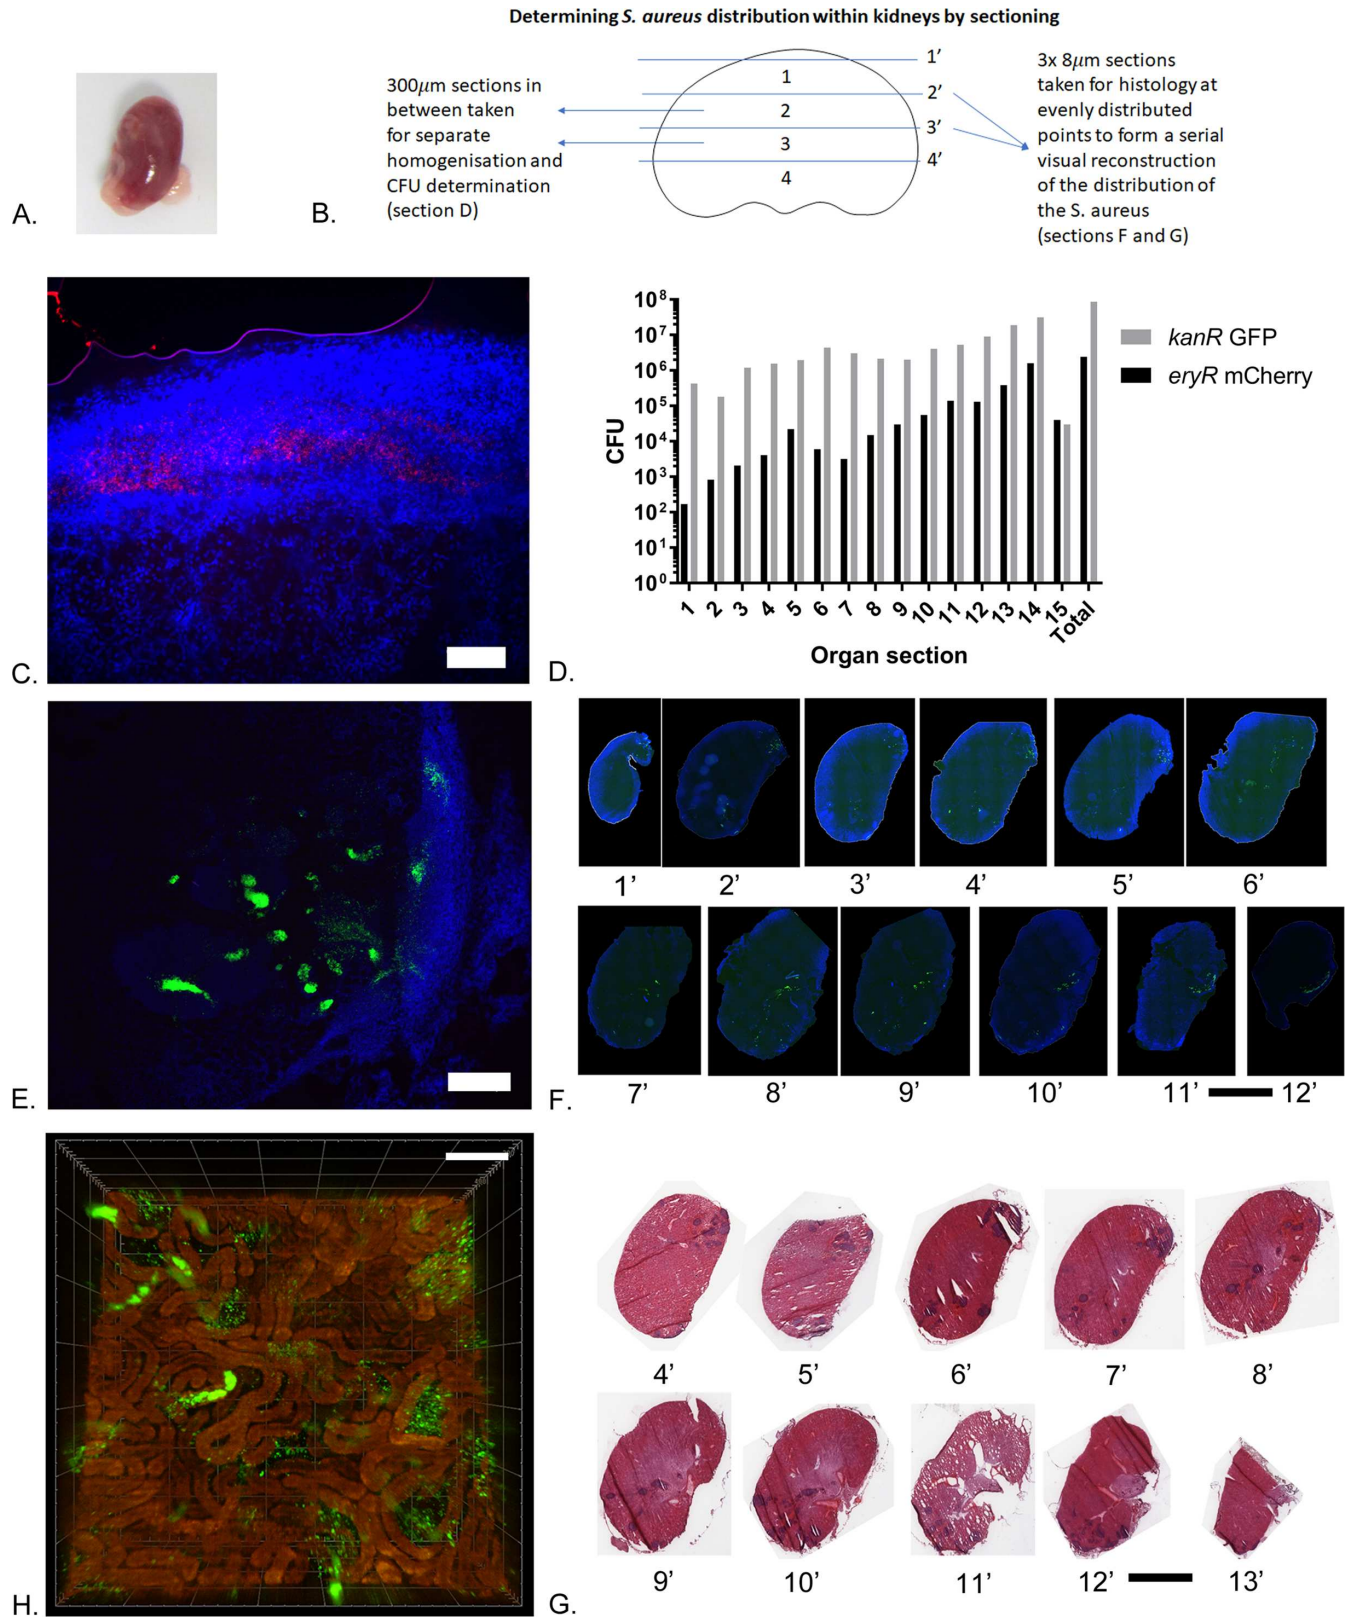 Determining S. aureus distribution within kidneys by sectioning
A.
B.
300µm sections in
between taken
for separate
homogenisation and
CFU determination
(section D)
1
2
3
4
1’
2’
3’
4’
3x 8µm sections
taken for histology at
evenly distributed
points to form a serial
visual reconstruction
of the distribution of
the S. aureus
(sections F and G)
C.
D.
CFU
10⁸
10⁷
10⁶
10⁵
10⁴
10³
10²
10¹
10⁰
1 2 3 4 5 6 7 8 9 10 11 12 13 14 15 Total
Organ section
kanR GFP
eryR mCherry
E.
F.
1’ 2’ 3’ 4’ 5’ 6’
7’ 8’ 9’ 10’ 11’ 12’
H.
G.
4’ 5’ 6’ 7’ 8’
9’ 10’ 11’ 12’ 13’